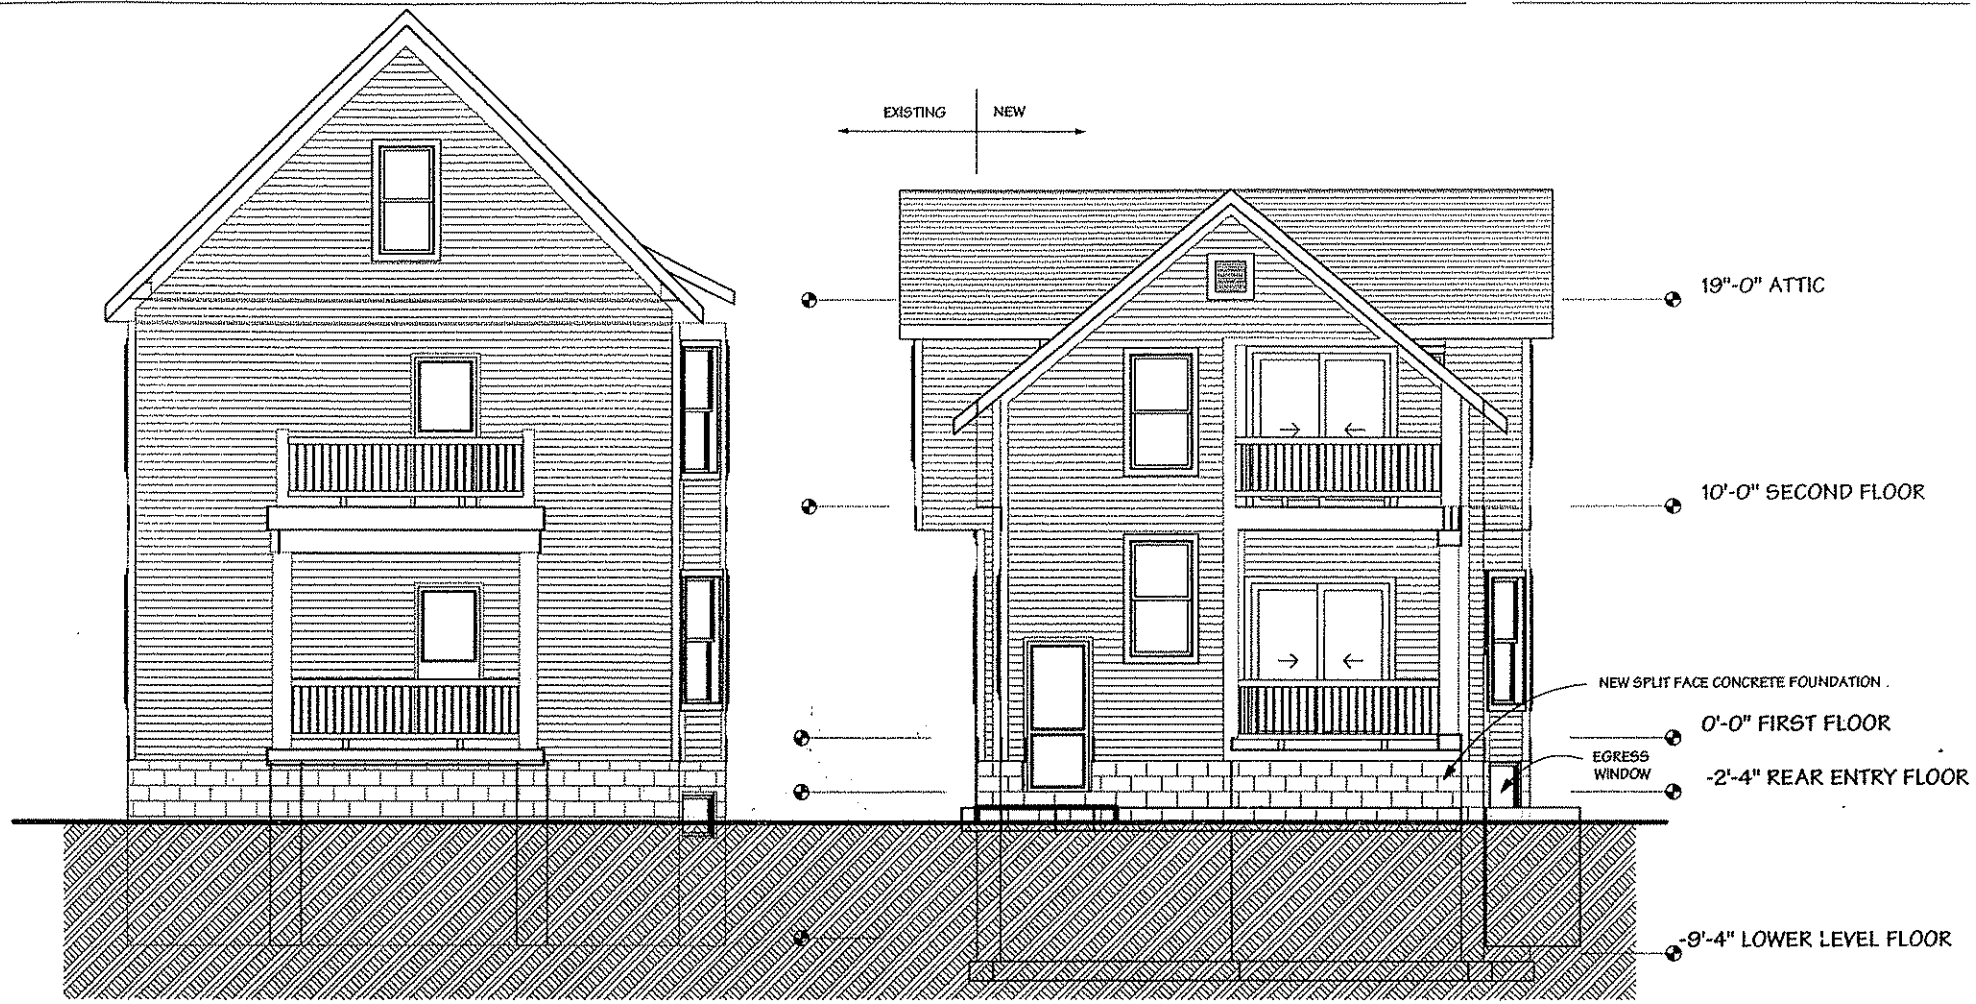 EXISTING
NEW
19"-0" ATTIC
10'-0" SECOND FLOOR
NEW SPLIT FACE CONCRETE FOUNDATION
0'-0" FIRST FLOOR
EGRESS
WINDOW
-2'-4" REAR ENTRY FLOOR
-9'-4" LOWER LEVEL FLOOR